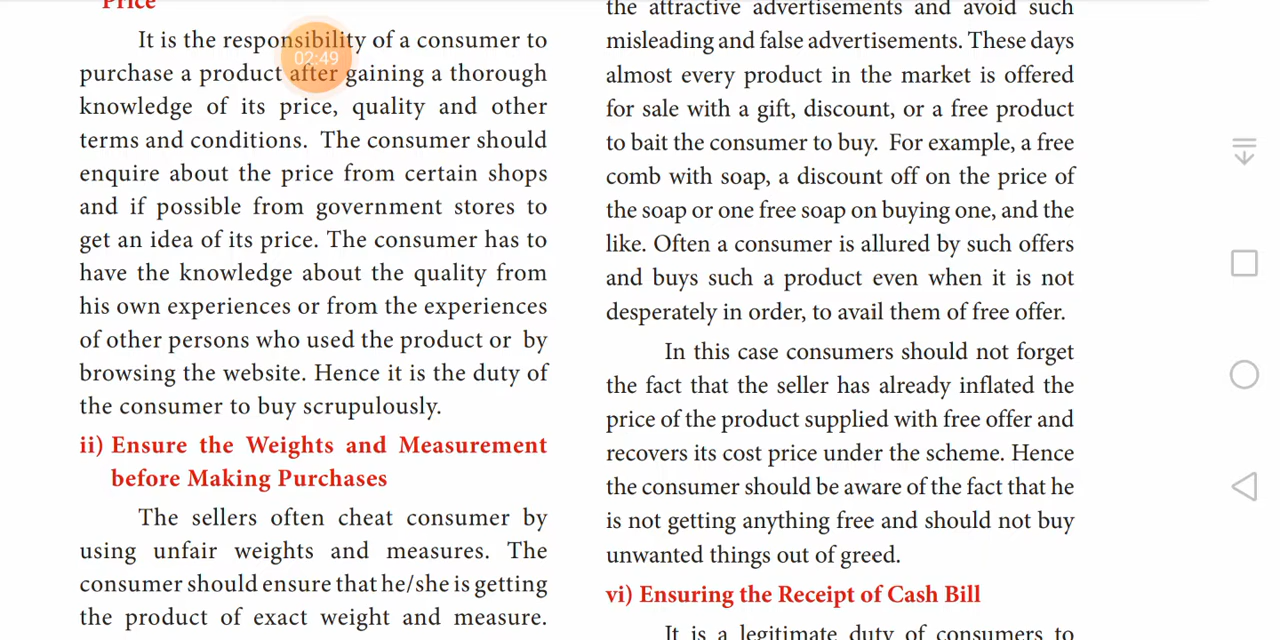 Price
It is the responsibility of a consumer to
purchase a product after gaining a thorough
knowledge of its price, quality and other
terms and conditions. The consumer should
enquire about the price from certain shops
and if possible from government stores to
get an idea of its price. The consumer has to
have the knowledge about the quality from
his own experiences or from the experiences
of other persons who used the product or by
browsing the website. Hence it is the duty of
the consumer to buy scrupulously.
ii) Ensure the Weights and Measurement
before Making Purchases
The sellers often cheat consumer by
using unfair weights and measures. The
consumer should ensure that he/she is getting
the product of exact weight and measure.
02:49
the attractive advertisements and avoid such
misleading and false advertisements. These days
almost every product in the market is offered
for sale with a gift, discount, or a free product
to bait the consumer to buy. For example, a free
comb with soap, a discount off on the price of
the soap or one free soap on buying one, and the
like. Often a consumer is allured by such offers
and buys such a product even when it is not
desperately in order, to avail them of free offer.
In this case consumers should not forget
the fact that the seller has already inflated the
price of the product supplied with free offer and
recovers its cost price under the scheme. Hence
the consumer should be aware of the fact that he
is not getting anything free and should not buy
unwanted things out of greed.
vi) Ensuring the Receipt of Cash Bill
It is a legitimate duty of consumers to